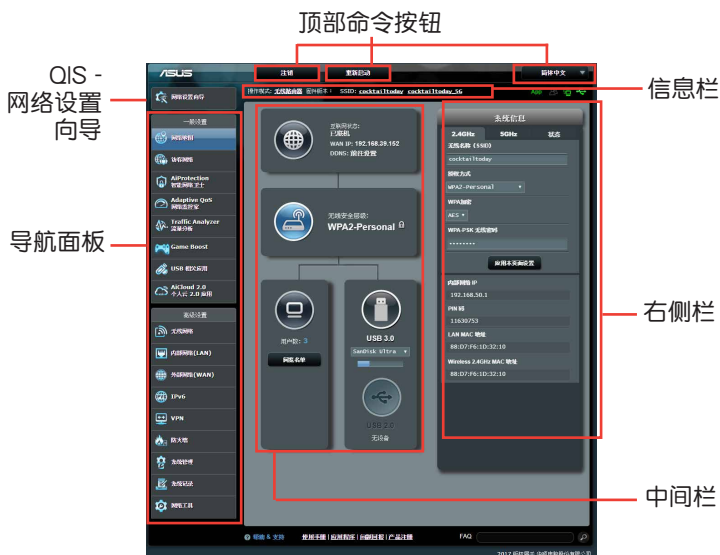 顶部命令按钮
QIS -
网络设置
向导
信息栏
导航面板
右侧栏
中间栏
ASUS
注销
重新启动
简体中文
网络设置向导
操作模式: 无线路由器 固件版本: SSID: cocktailtoday cocktailtoday_5G
App
一般设置
网络地图
访客网络
AiProtection
智能网络卫士
Adaptive QoS
网络监控家
Traffic Analyzer
流量分析
Game Boost
USB 相关应用
AiCloud 2.0
个人云 2.0 应用
高级设置
无线网络
内部网络(LAN)
外部网络(WAN)
IPv6
VPN
防火墙
系统管理
系统记录
网络工具
互联网状态:
已联机
WAN IP: 192.168.39.152
DDNS: 前往设置
无线安全等级:
WPA2-Personal
用户数: 3
网络名单
USB 3.0
SanDisk Ultra
USB 2.0
无设备
系统信息
2.4GHz 5GHz 状态
无线名称 (SSID)
cocktailtoday
WPA2-Personal
WPA加密
AES
WPA-PSK 无线密码
********
应用本页面设置
内部网络 IP
192.168.50.1
PIN 码
11630753
LAN MAC 地址
88:D7:F6:1D:32:10
Wireless 2.4GHz MAC 地址
88:D7:F6:1D:32:10
帮助 & 支持 使用手册 | 应用程序 | 问题回报 | 产品注册 FAQ